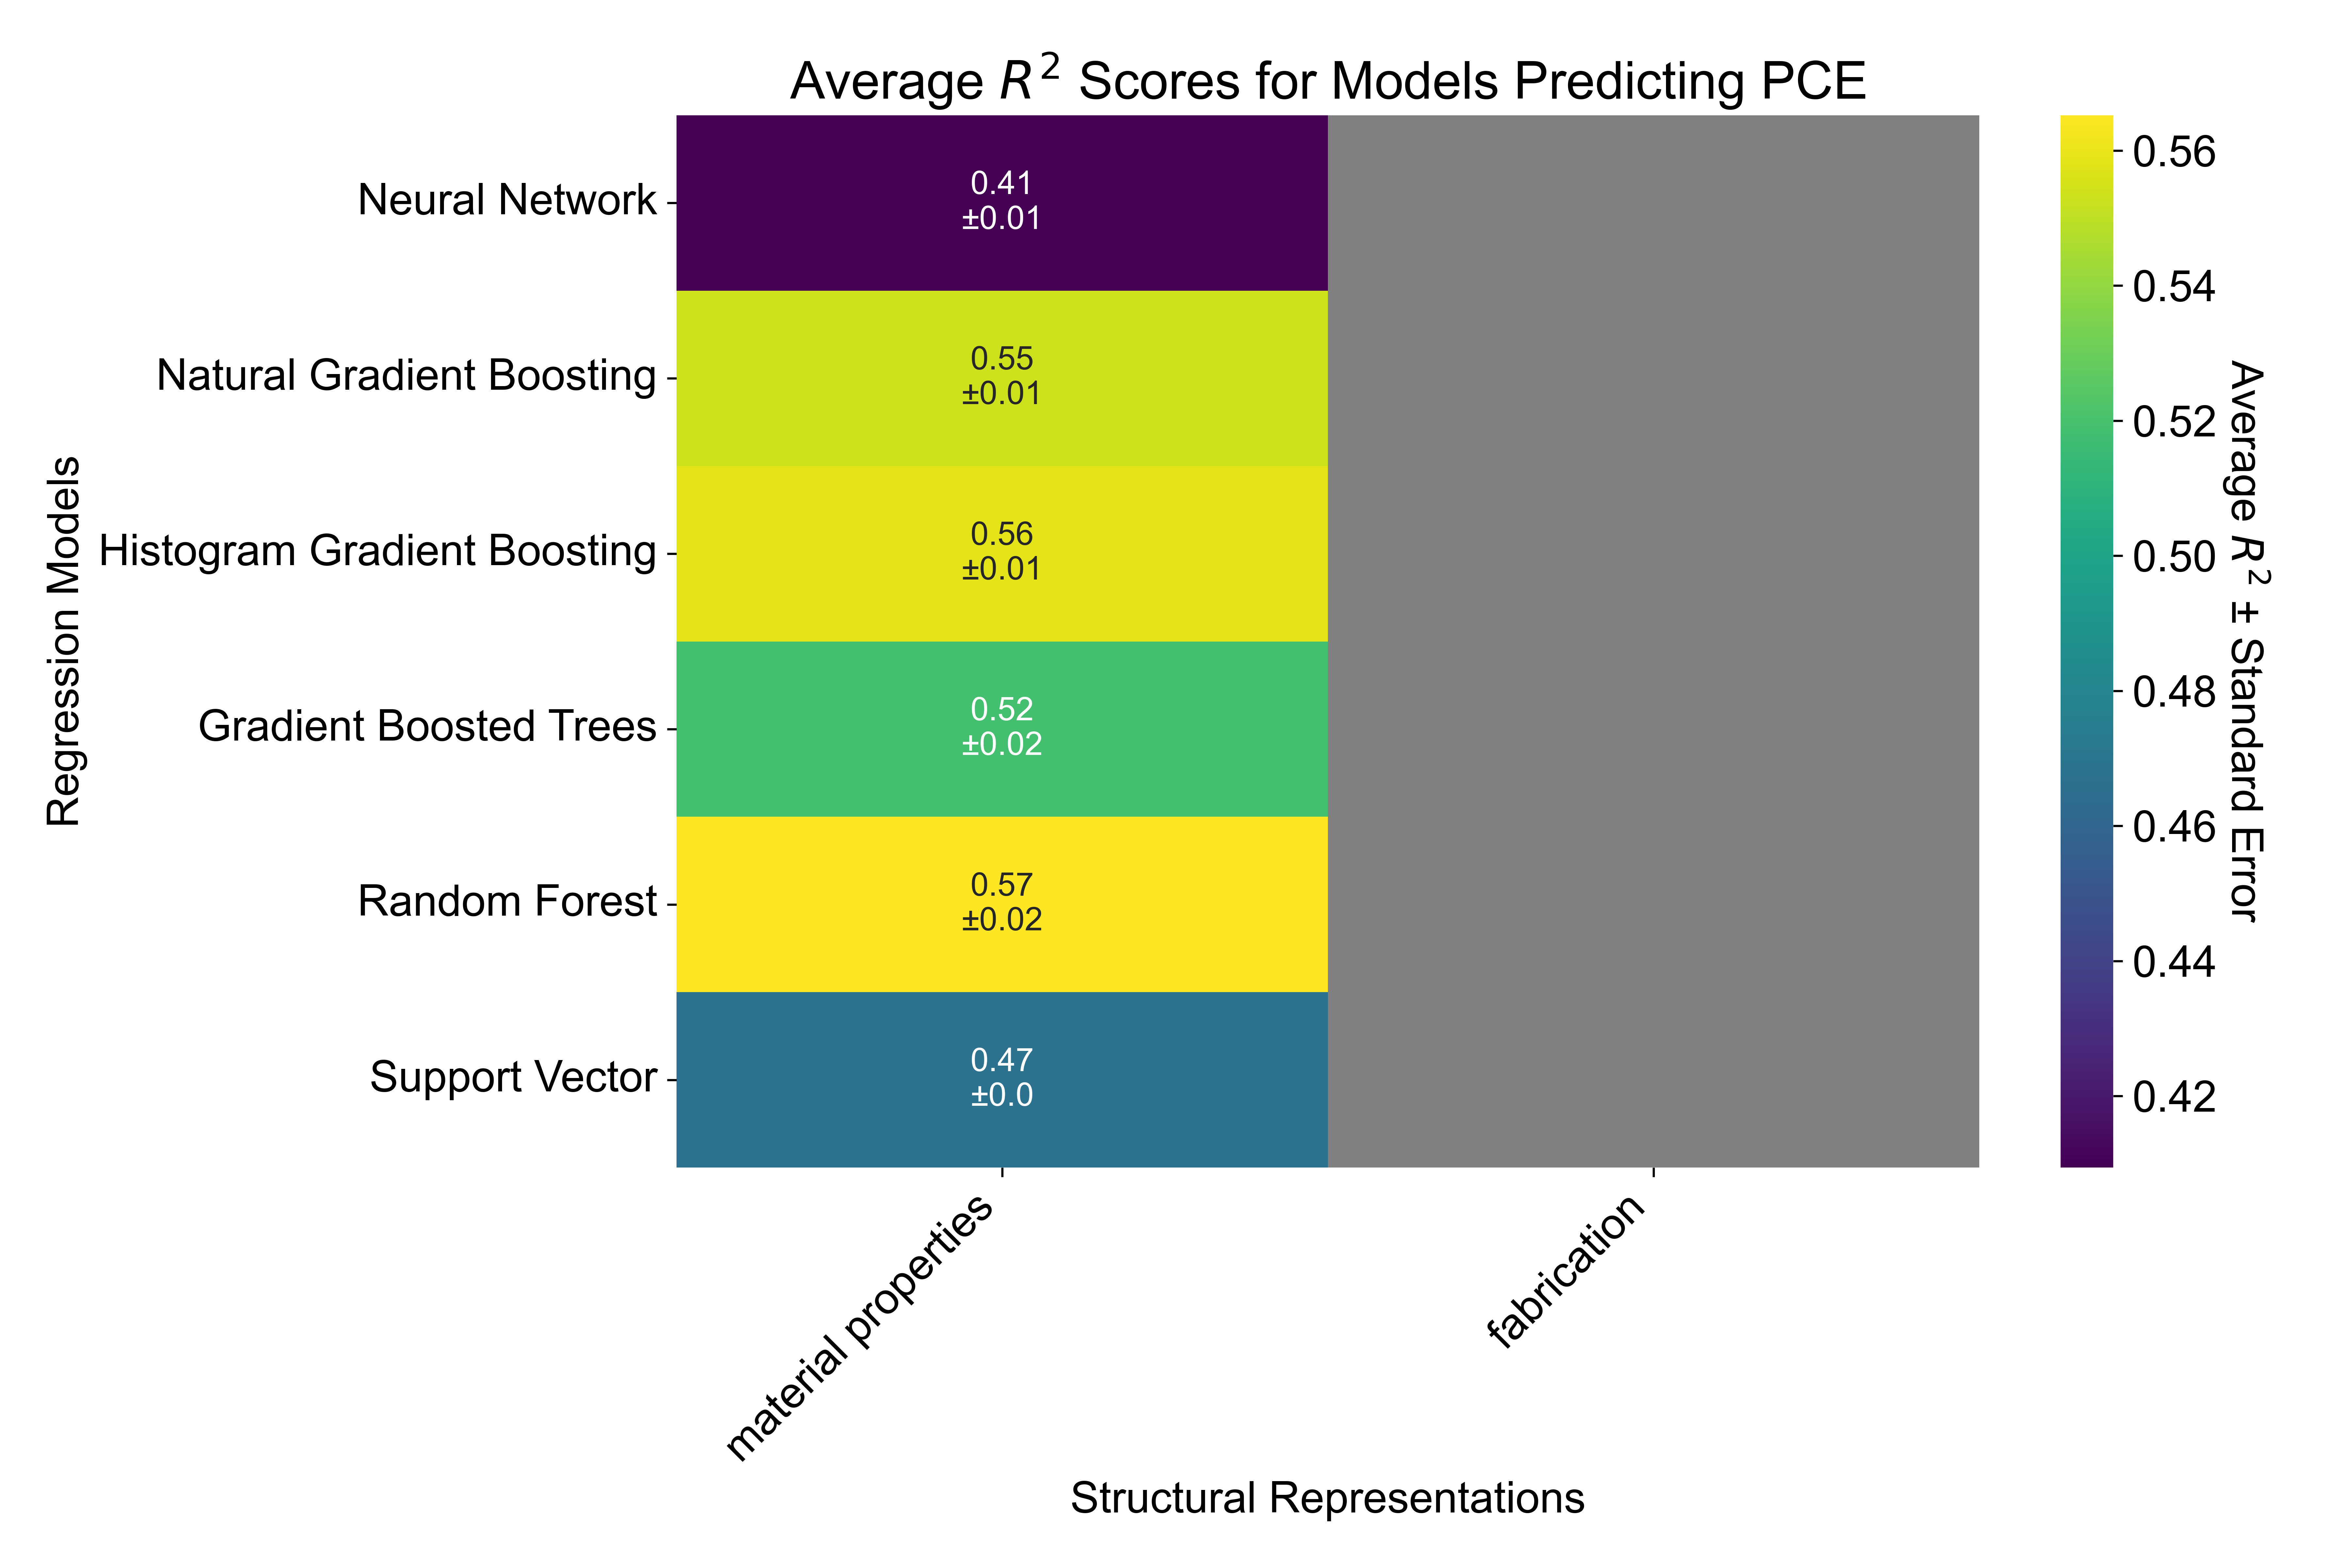 Average R² Scores for Models Predicting PCE
Regression Models
Neural Network
Natural Gradient Boosting
Histogram Gradient Boosting
Gradient Boosted Trees
Random Forest
Support Vector
0.41
±0.01
0.55
±0.01
0.56
±0.01
0.52
±0.02
0.57
±0.02
0.47
±0.0
material properties
fabrication
Structural Representations
0.56
0.54
0.52
0.50
0.48
0.46
0.44
0.42
Average R² ± Standard Error